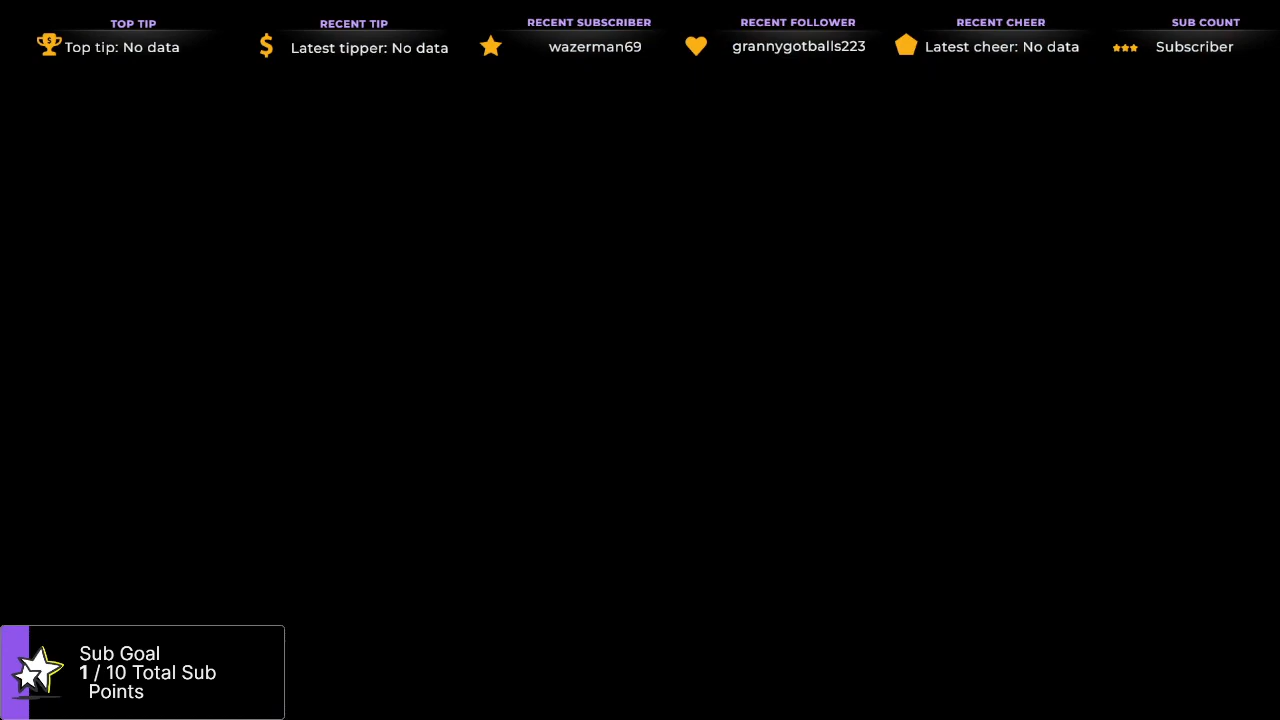 TOP TIP
Top tip: No data
RECENT TIP
Latest tipper: No data
RECENT SUBSCRIBER
wazerman69
RECENT FOLLOWER
grannygotballs223
RECENT CHEER
Latest cheer: No data
SUB COUNT
Subscriber
Sub Goal
1 / 10 Total Sub
Points